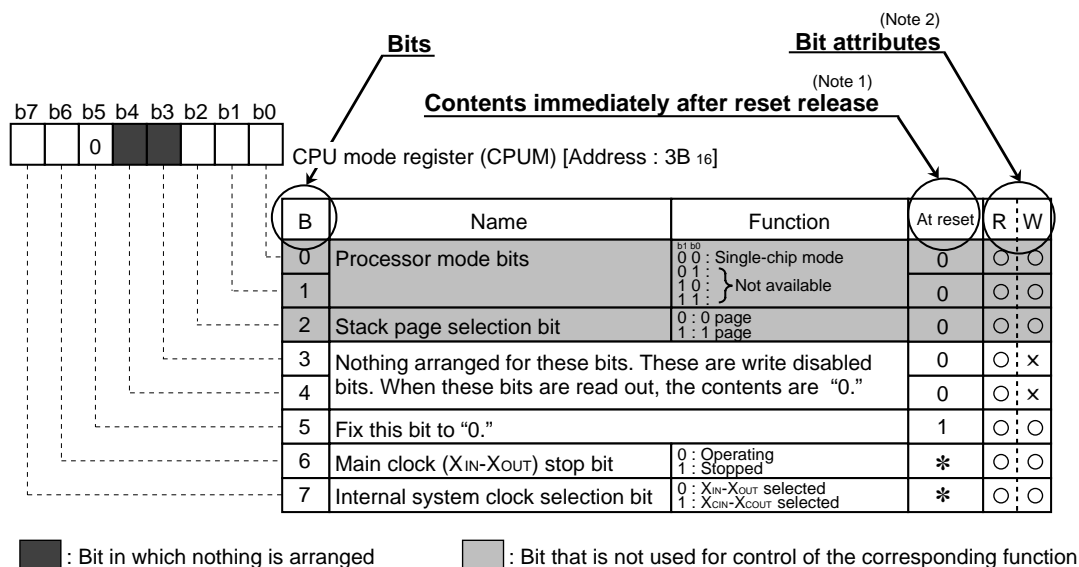 (Note 2)
Bits
Bit attributes
(Note 1)
Contents immediately after reset release
b7 b6 b5 b4 b3 b2 b1 b0
0
CPU mode register (CPUM) [Address : 3B 16]
B Name Function At reset R W
0 Processor mode bits b1 b0
0 0 : Single-chip mode 0 ○ ○
0 1 :
1 0 : } Not available
1 1 :
1 0 ○ ○
2 Stack page selection bit 0 : 0 page 0 ○ ○
1 : 1 page
3 Nothing arranged for these bits. These are write disabled 0 ○ ×
4 bits. When these bits are read out, the contents are “0.” 0 ○ ×
5 Fix this bit to “0.” 1 ○ ○
6 Main clock (XIN-XOUT) stop bit 0 : Operating ✻ ○ ○
1 : Stopped
7 Internal system clock selection bit 0 : XIN-XOUT selected ✻ ○ ○
1 : XCIN-XCOUT selected
: Bit in which nothing is arranged : Bit that is not used for control of the corresponding function